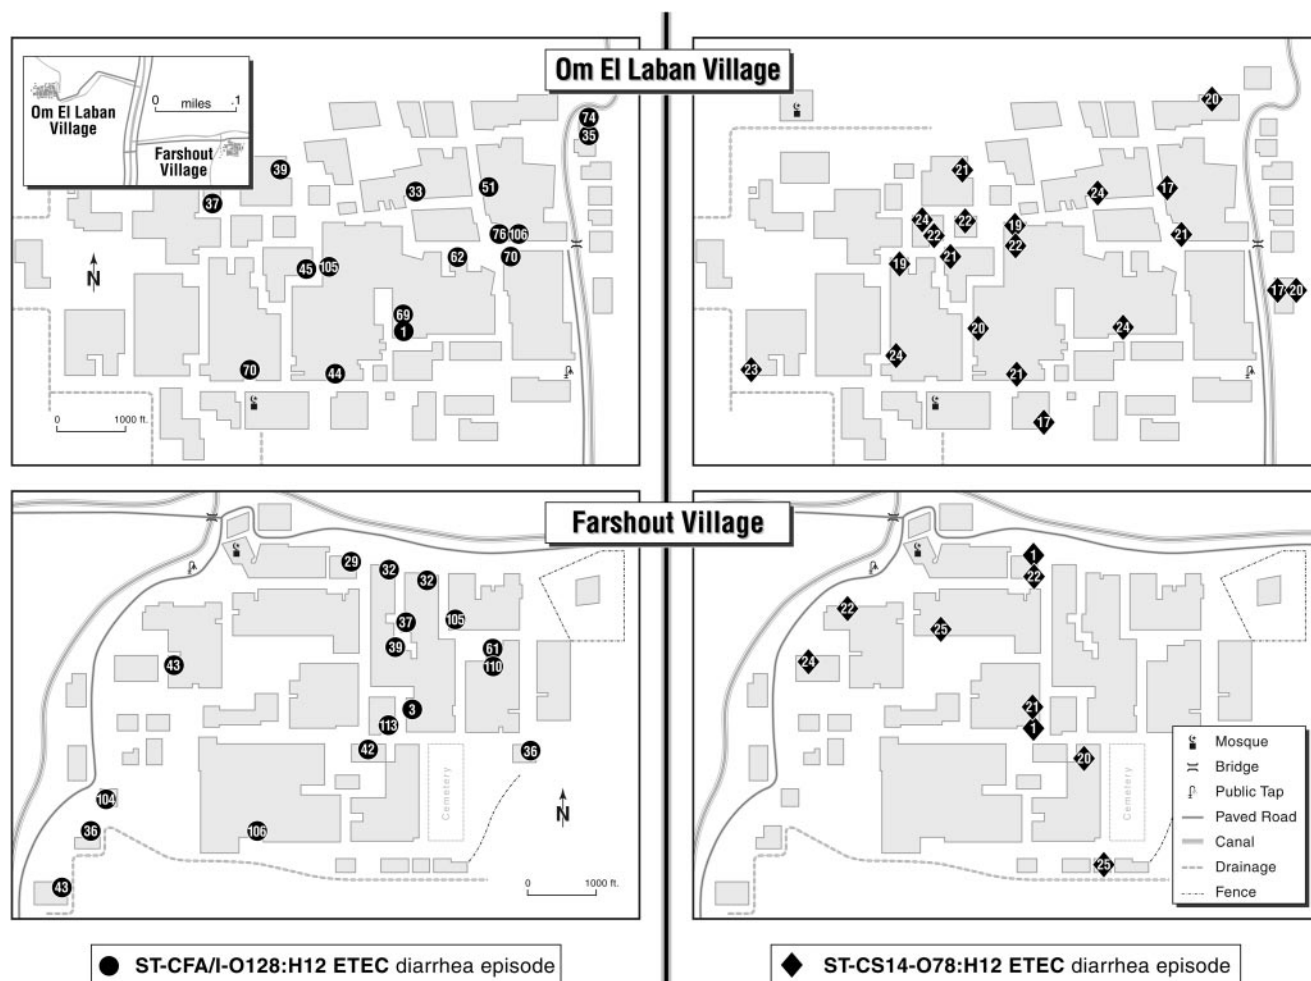 Om El Laban Village
Om El Laban
Village
0 miles .1
Farshout
Village
74
35
39
37
33
51
76 106
62
70
45
105
69
1
70
44
N
0 1000 ft.
20
21
24
17
24
22
22
19
22
21
21
19
17 20
20
24
24
23
21
17
Farshout Village
29
32
32
37
105
39
61
110
43
3
113
42
36
104
36
106
43
Cemetery
N
0 1000 ft.
1
22
22
25
24
21
1
20
Cemetery
25
Mosque
Bridge
Public Tap
Paved Road
Canal
Drainage
Fence
ST-CFA/I-O128:H12 ETEC diarrhea episode
ST-CS14-O78:H12 ETEC diarrhea episode